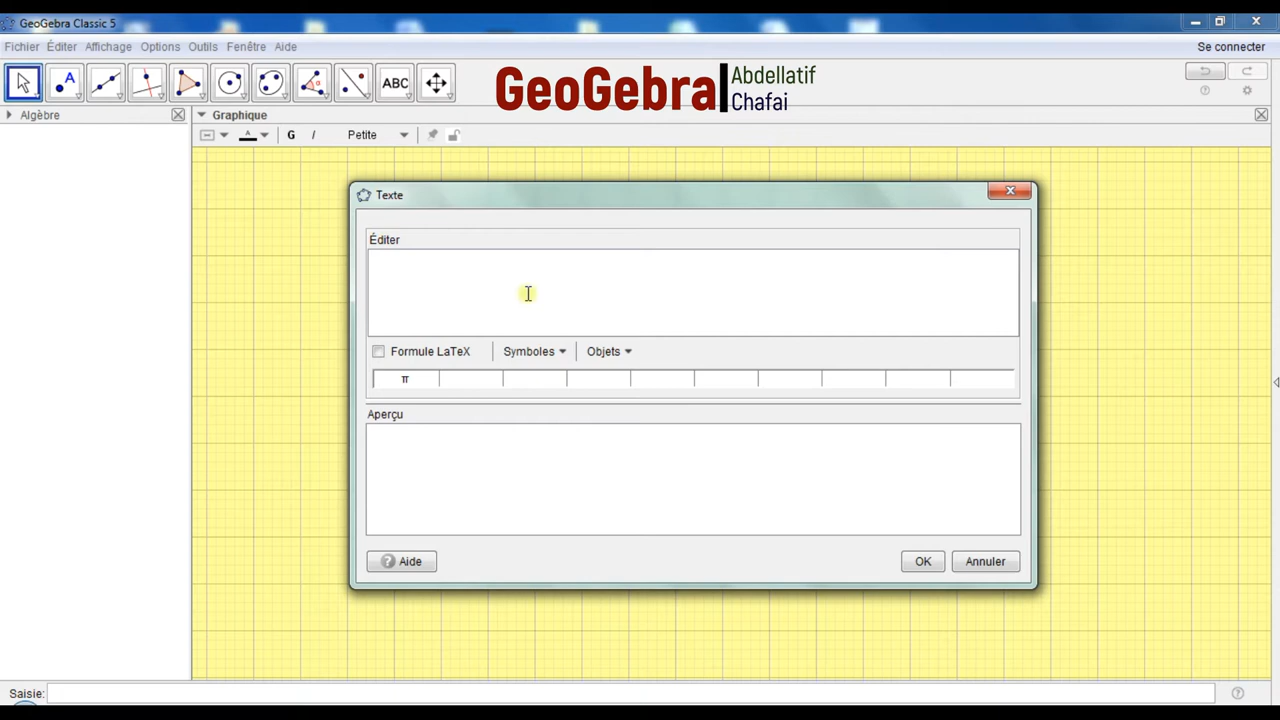 GeoGebra Classic 5
Fichier Éditer Affichage Options Outils Fenêtre Aide
Se connecter
A
ABC
GeoGebra
Abdellatif
Chafai
Algèbre
Graphique
A G I Petite
Texte
Éditer
Formule LaTeX Symboles Objets
π
Aperçu
Aide OK Annuler
Saisie: